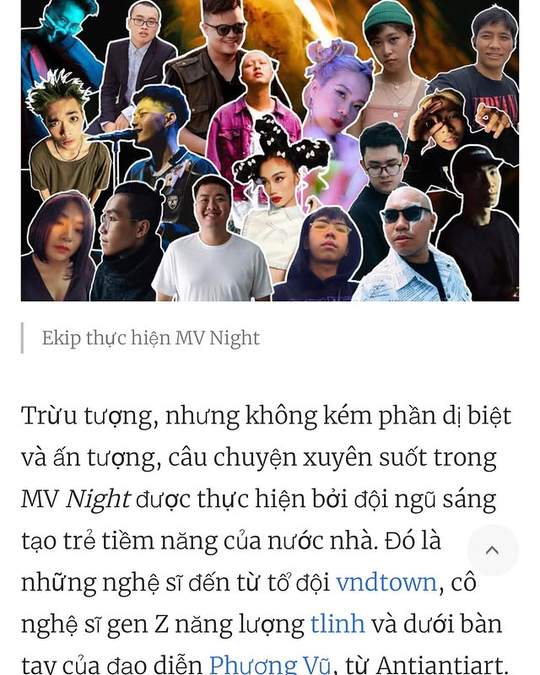 Ekip thực hiện MV Night
Trừu tượng, nhưng không kém phần dị biệt
và ấn tượng, câu chuyện xuyên suốt trong
MV Night được thực hiện bởi đội ngũ sáng
tạo trẻ tiềm năng của nước nhà. Đó là
những nghệ sĩ đến từ tổ đội vndtown, cô
nghệ sĩ gen Z năng lượng tlinh và dưới bàn
tay của đạo diễn Phương Vũ, từ Antiantiart.